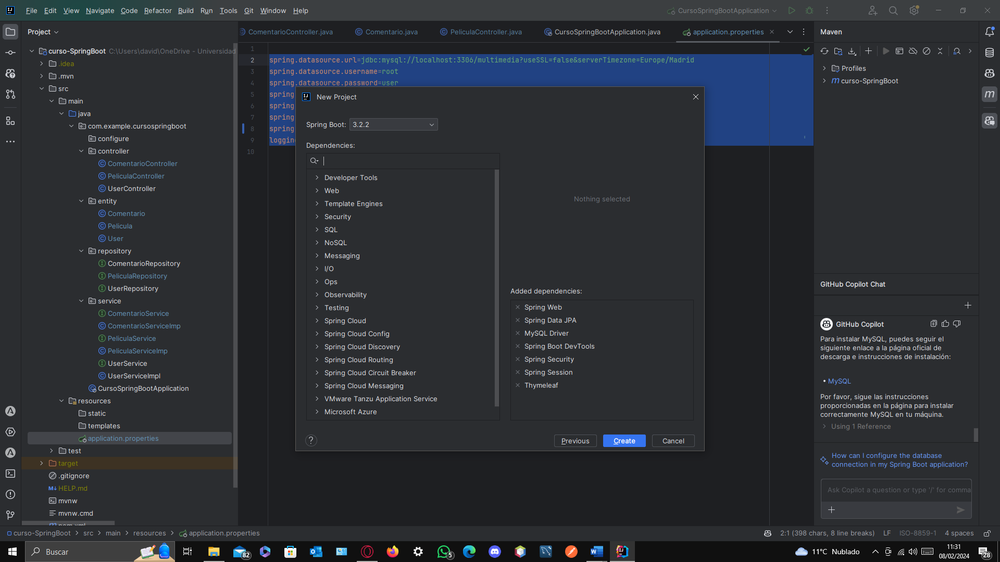 File Edit View Navigate Code Refactor Build Run Tools Git Window Help
CursoSpringBootApplication
Project
ComentarioController.java Comentario.java PeliculaController.java CursoSpringBootApplication.java application.properties
Maven
curso-SpringBoot C:\Users\david\OneDrive - Universidad
.idea
.mvn
src
main
java
com.example.cursospringboot
configure
controller
ComentarioController
PeliculaController
UserController
entity
Comentario
Pelicula
User
repository
ComentarioRepository
PeliculaRepository
UserRepository
service
ComentarioService
ComentarioServiceImp
PeliculaService
PeliculaServiceImp
UserService
UserServiceImpl
CursoSpringBootApplication
resources
static
templates
application.properties
test
target
.gitignore
M↓ HELP.md
mvnw
mvnw.cmd
pom.xml
1
2 spring.datasource.url=jdbc:mysql://localhost:3306/multimedia?useSSL=false&serverTimezone=Europe/Madrid
3 spring.datasource.username=root
4 spring.datasource.password=user
5 spring
6 spring
7 spring
8 spring
9 logging
10
New Project
Spring Boot: 3.2.2
Dependencies:
Developer Tools
Web
Template Engines
Security
SQL
NoSQL
Messaging
I/O
Ops
Observability
Testing
Spring Cloud
Spring Cloud Config
Spring Cloud Discovery
Spring Cloud Routing
Spring Cloud Circuit Breaker
Spring Cloud Messaging
VMware Tanzu Application Service
Microsoft Azure
Nothing selected
Added dependencies:
Spring Web
Spring Data JPA
MySQL Driver
Spring Boot DevTools
Spring Security
Spring Session
Thymeleaf
?
Previous Create Cancel
Profiles
m curso-SpringBoot
GitHub Copilot Chat
GitHub Copilot
Para instalar MySQL, puedes seguir el
siguiente enlace a la página oficial de
descarga e instrucciones de instalación:
• MySQL
Por favor, sigue las instrucciones
proporcionadas en la página para instalar
correctamente MySQL en tu máquina.
Using 1 Reference
How can I configure the database
connection in my Spring Boot application?
Ask Copilot a question or type '/' for comma
curso-SpringBoot > src > main > resources > application.properties
2:1 (398 chars, 8 line breaks) LF ISO-8859-1 4 spaces
Buscar
82
5
11°C Nublado
11:31
08/02/2024
28